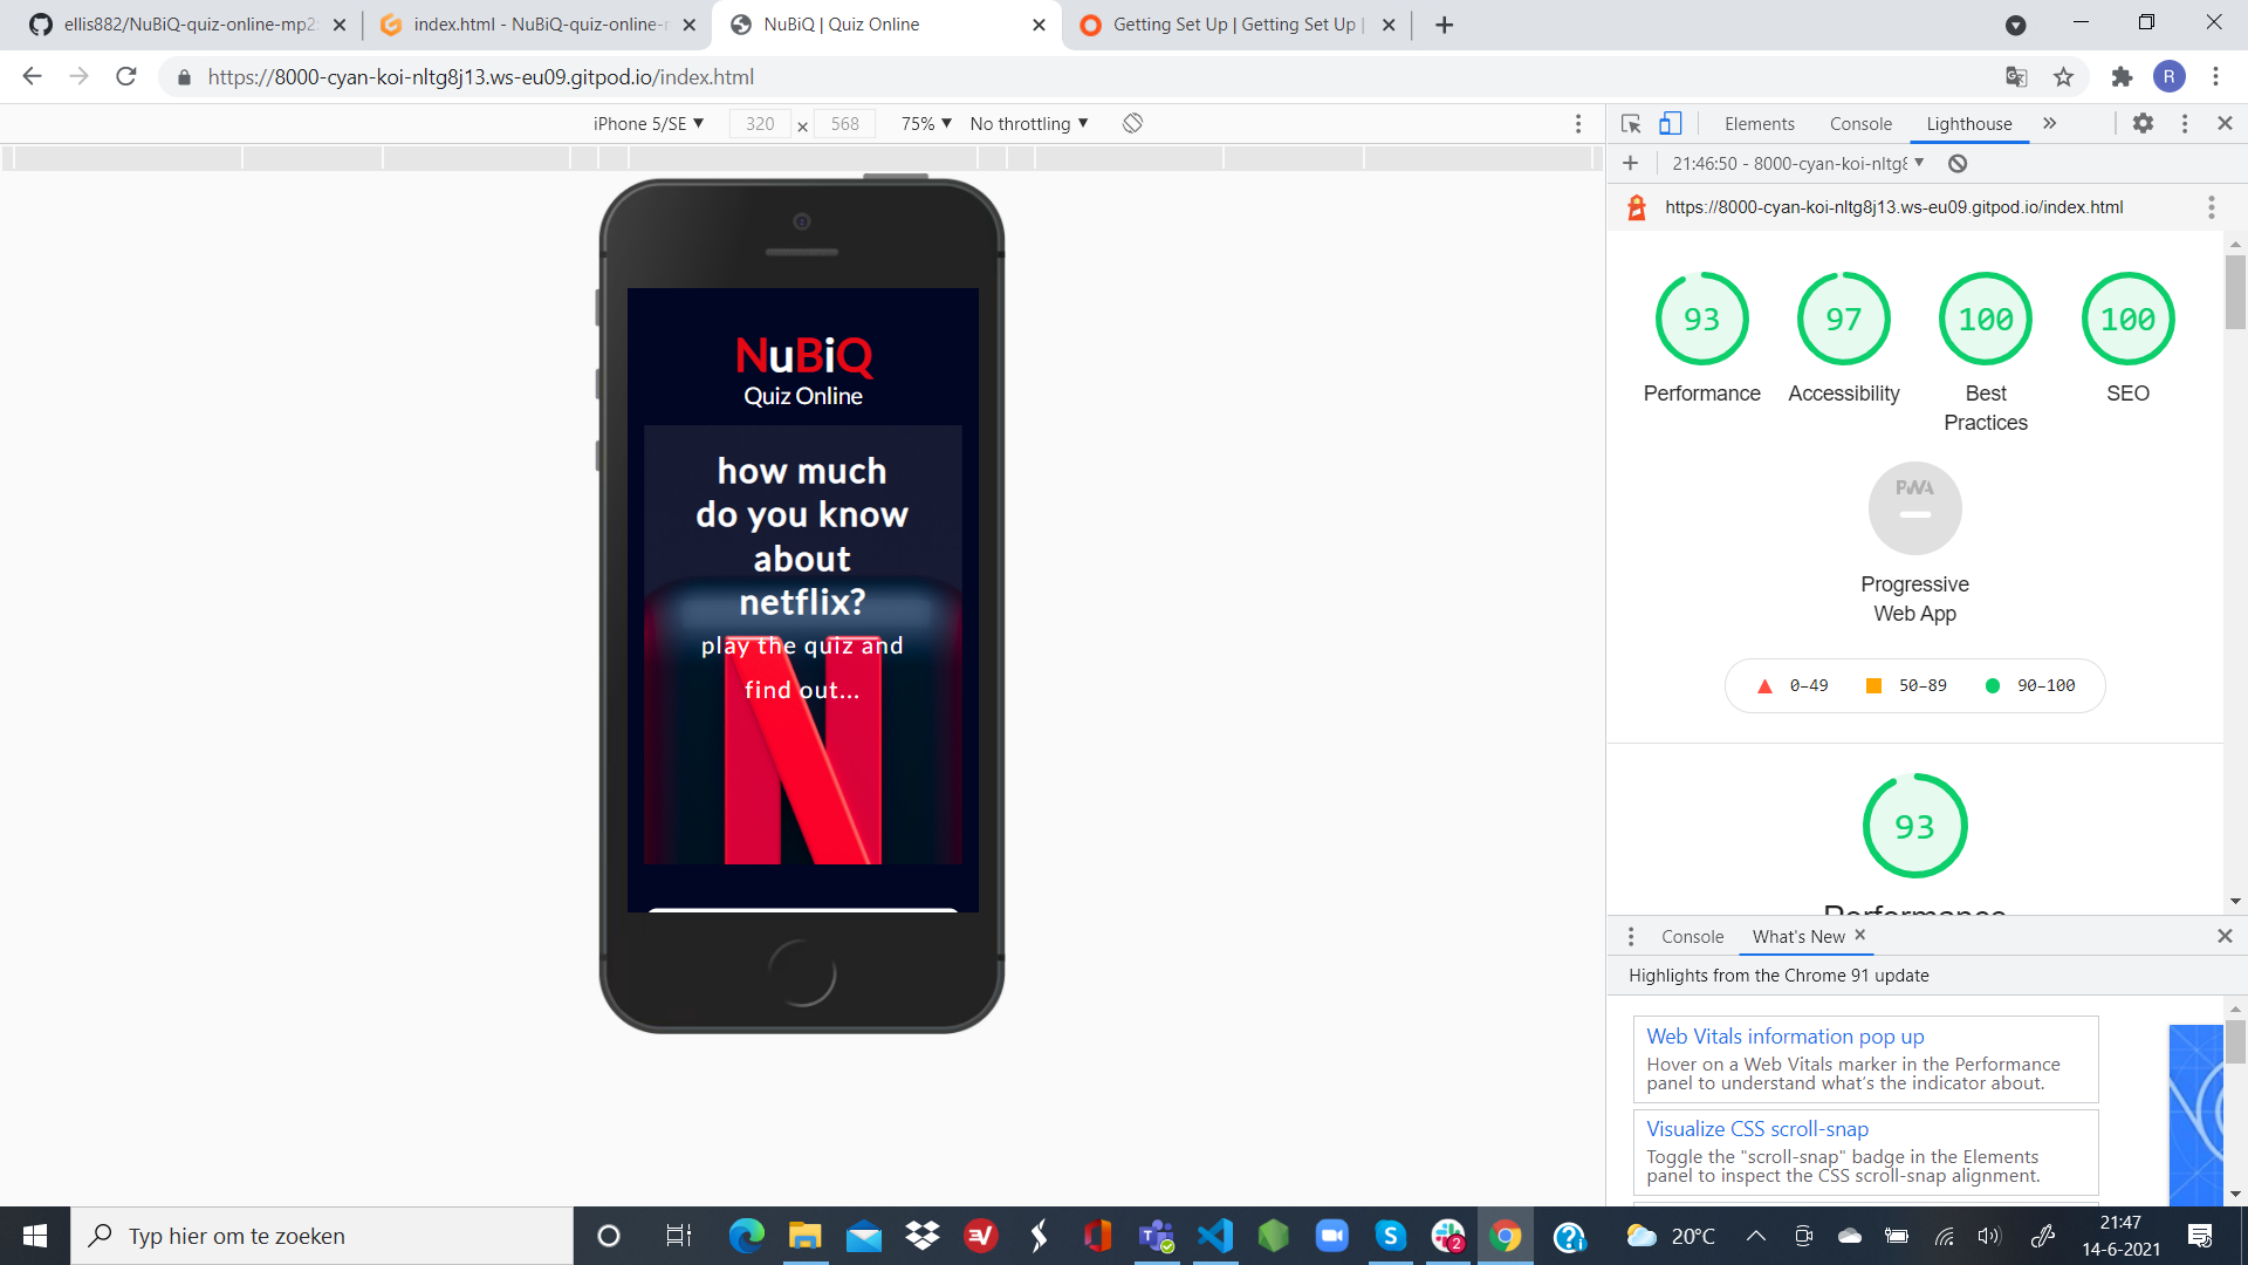 ellis882/NuBiQ-quiz-online-mp2:
index.html - NuBiQ-quiz-online-m
NuBiQ | Quiz Online
Getting Set Up | Getting Set Up |
https://8000-cyan-koi-nltg8j13.ws-eu09.gitpod.io/index.html
R
iPhone 5/SE
320
x
568
75%
No throttling
Elements
Console
Lighthouse
21:46:50 - 8000-cyan-koi-nltg8
https://8000-cyan-koi-nltg8j13.ws-eu09.gitpod.io/index.html
NuBiQ
Quiz Online
how much
do you know
about
netflix?
play the quiz and
find out...
93
97
100
100
Performance
Accessibility
Best
Practices
SEO
PWA
Progressive
Web App
0–49
50–89
90–100
93
Performance
Console
What's New
Highlights from the Chrome 91 update
Web Vitals information pop up
Hover on a Web Vitals marker in the Performance
panel to understand what's the indicator about.
Visualize CSS scroll-snap
Toggle the "scroll-snap" badge in the Elements
panel to inspect the CSS scroll-snap alignment.
Typ hier om te zoeken
2
20°C
21:47
14-6-2021